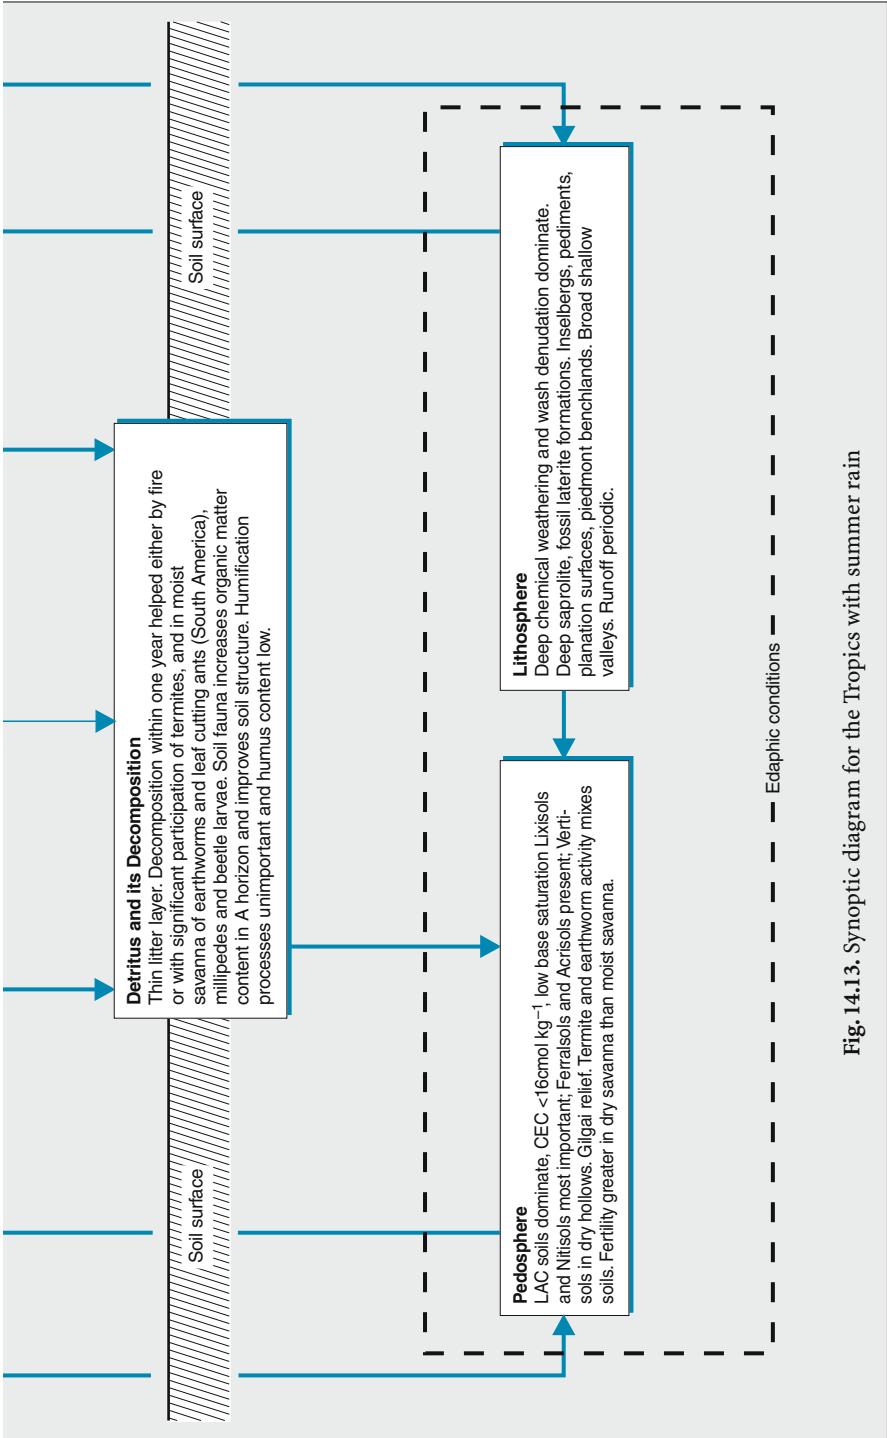 Soil surface
Soil surface
Detritus and its Decomposition
Thin litter layer. Decomposition within one year helped either by fire
or with significant participation of termites, and in moist
savanna of earthworms and leaf cutting ants (South America),
millipedes and beetle larvae. Soil fauna increases organic matter
content in A horizon and improves soil structure. Humification
processes unimportant and humus content low.
Pedosphere
LAC soils dominate, CEC <16cmol kg⁻¹, low base saturation Lixisols
and Nitisols most important; Ferralsols and Acrisols present; Verti-
sols in dry hollows. Gilgai relief. Termite and earthworm activity mixes
soils. Fertility greater in dry savanna than moist savanna.
Lithosphere
Deep chemical weathering and wash denudation dominate.
Deep saprolite, fossil laterite formations. Inselbergs, pediments,
planation surfaces, piedmont benchlands. Broad shallow
valleys. Runoff periodic.
Edaphic conditions
Fig. 14.13. Synoptic diagram for the Tropics with summer rain